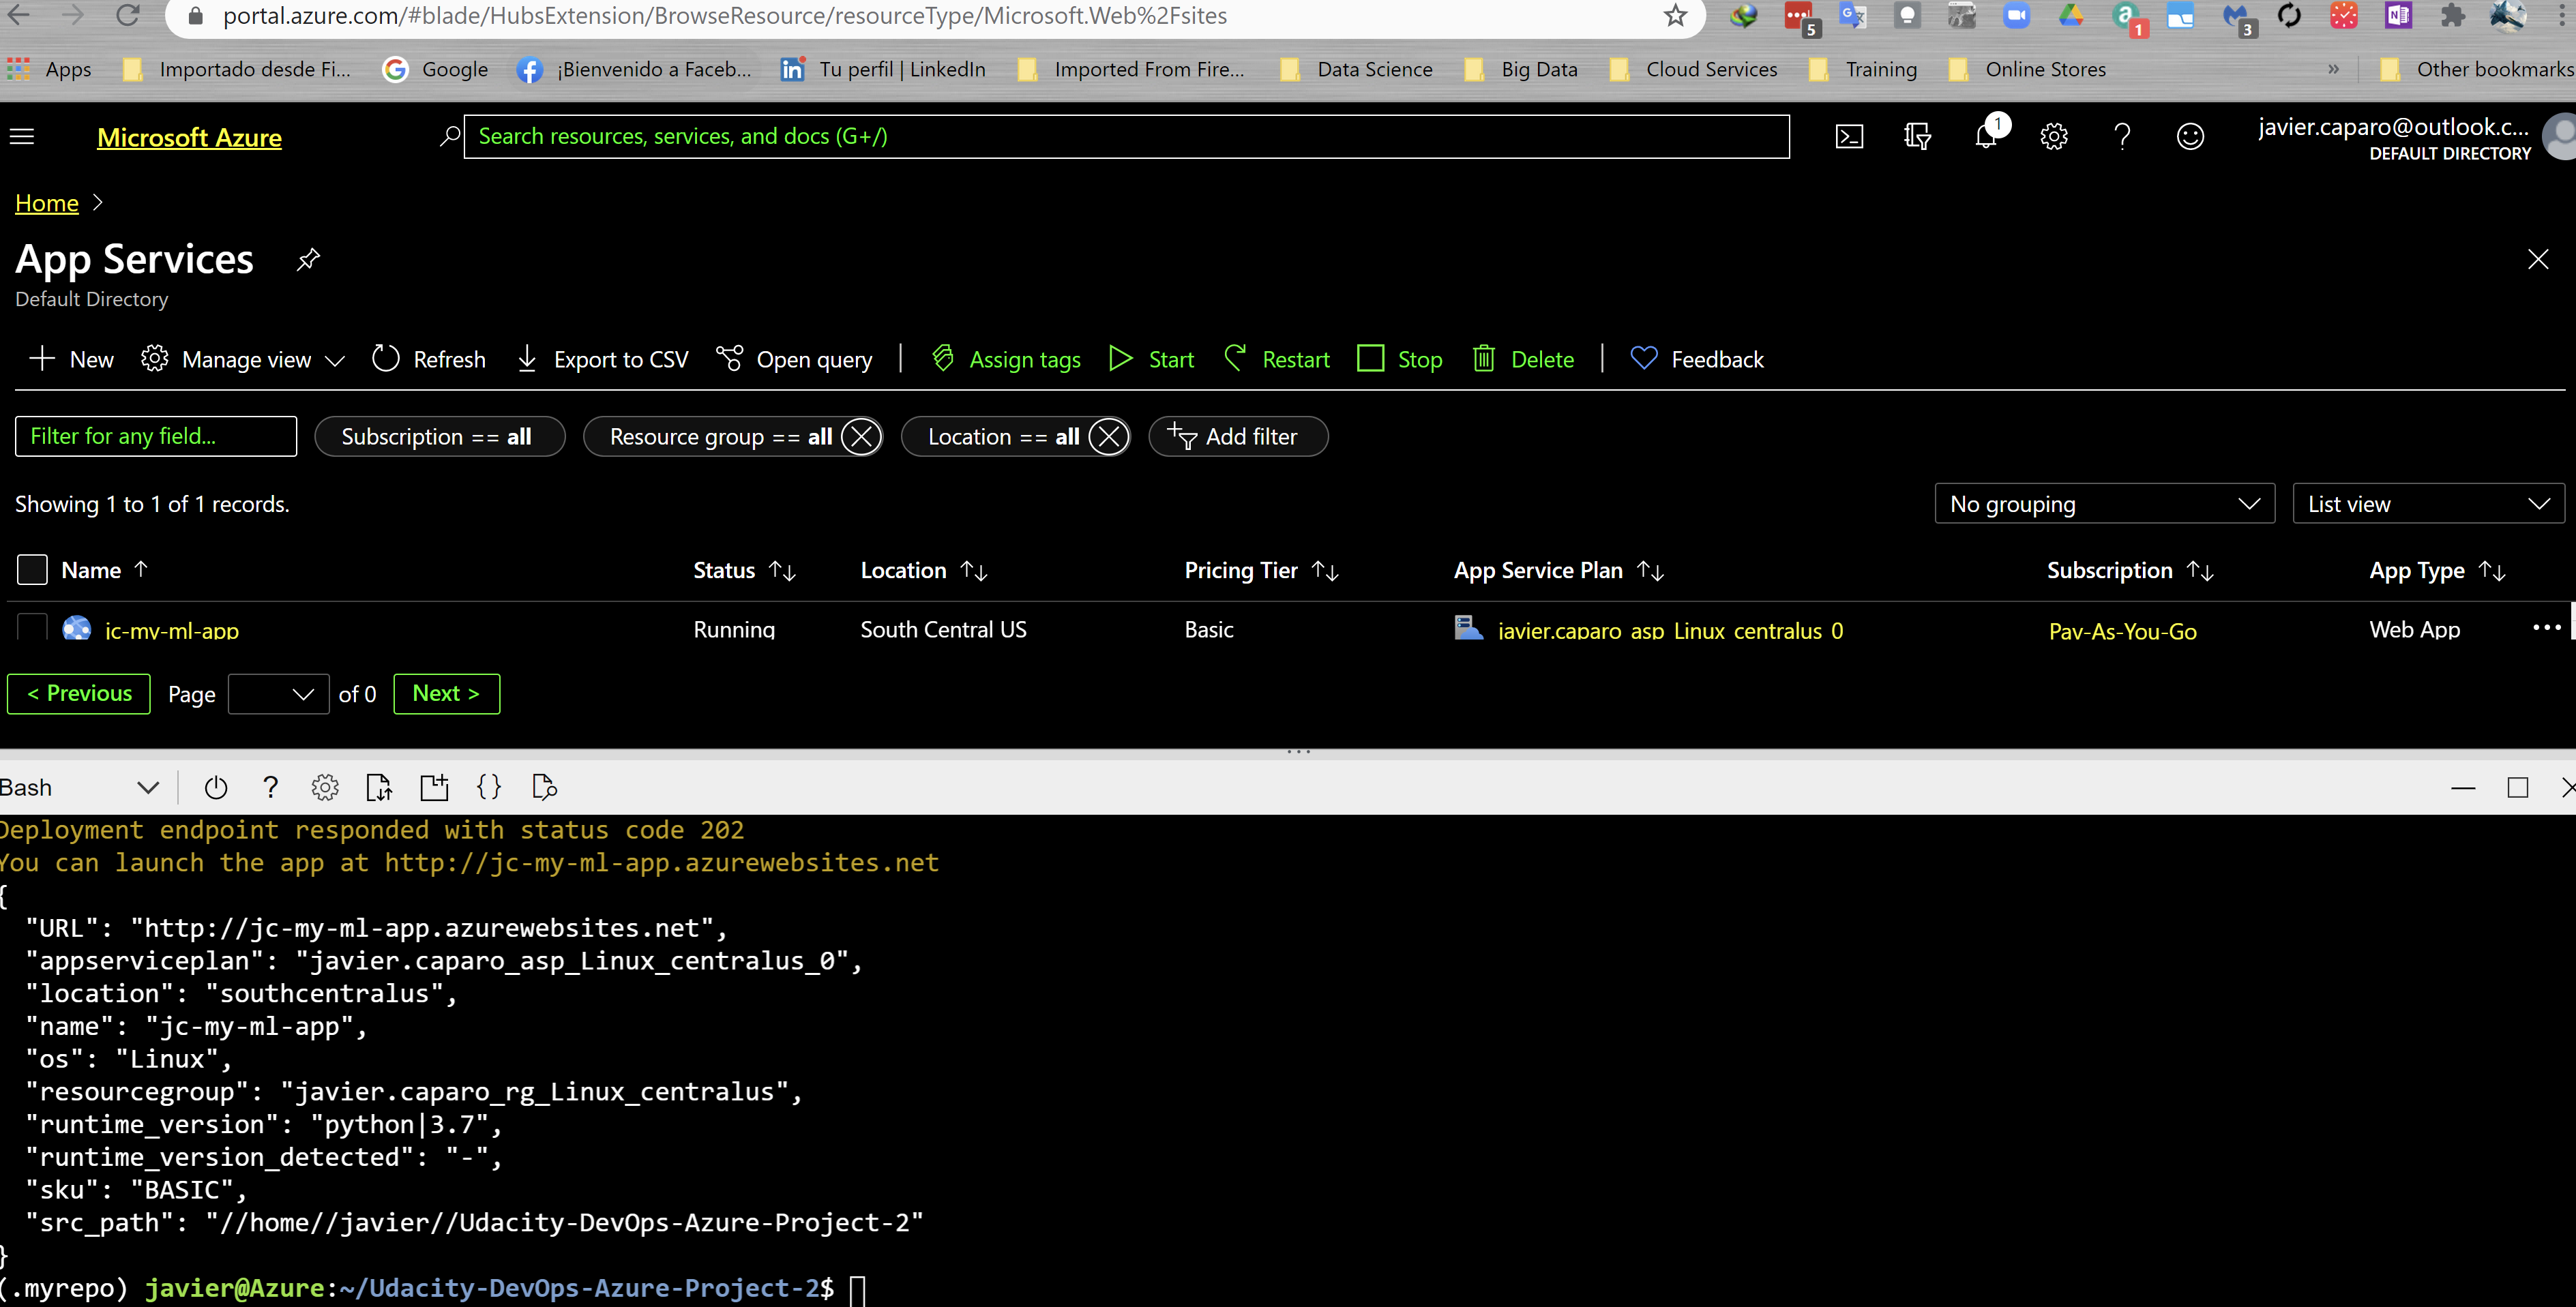 portal.azure.com/#blade/HubsExtension/BrowseResource/resourceType/Microsoft.Web%2Fsites
5
1
3
Apps Importado desde Fi... Google ¡Bienvenido a Faceb... Tu perfil | LinkedIn Imported From Fire... Data Science Big Data Cloud Services Training Online Stores » Other bookmarks
Microsoft Azure Search resources, services, and docs (G+/) 1 javier.caparo@outlook.c...
DEFAULT DIRECTORY
Home >
App Services
Default Directory
New Manage view Refresh Export to CSV Open query | Assign tags Start Restart Stop Delete | Feedback
Filter for any field... Subscription == all Resource group == all Location == all Add filter
Showing 1 to 1 of 1 records. No grouping List view
Name ↑ Status ↑↓ Location ↑↓ Pricing Tier ↑↓ App Service Plan ↑↓ Subscription ↑↓ App Type ↑↓
jc-my-ml-app Running South Central US Basic javier.caparo_asp_Linux_centralus_0 Pay-As-You-Go Web App ...
< Previous Page of 0 Next >
Bash ? { }
Deployment endpoint responded with status code 202
You can launch the app at http://jc-my-ml-app.azurewebsites.net
{
"URL": "http://jc-my-ml-app.azurewebsites.net",
"appserviceplan": "javier.caparo_asp_Linux_centralus_0",
"location": "southcentralus",
"name": "jc-my-ml-app",
"os": "Linux",
"resourcegroup": "javier.caparo_rg_Linux_centralus",
"runtime_version": "python|3.7",
"runtime_version_detected": "-",
"sku": "BASIC",
"src_path": "//home//javier//Udacity-DevOps-Azure-Project-2"
}
(.myrepo) javier@Azure:~/Udacity-DevOps-Azure-Project-2$